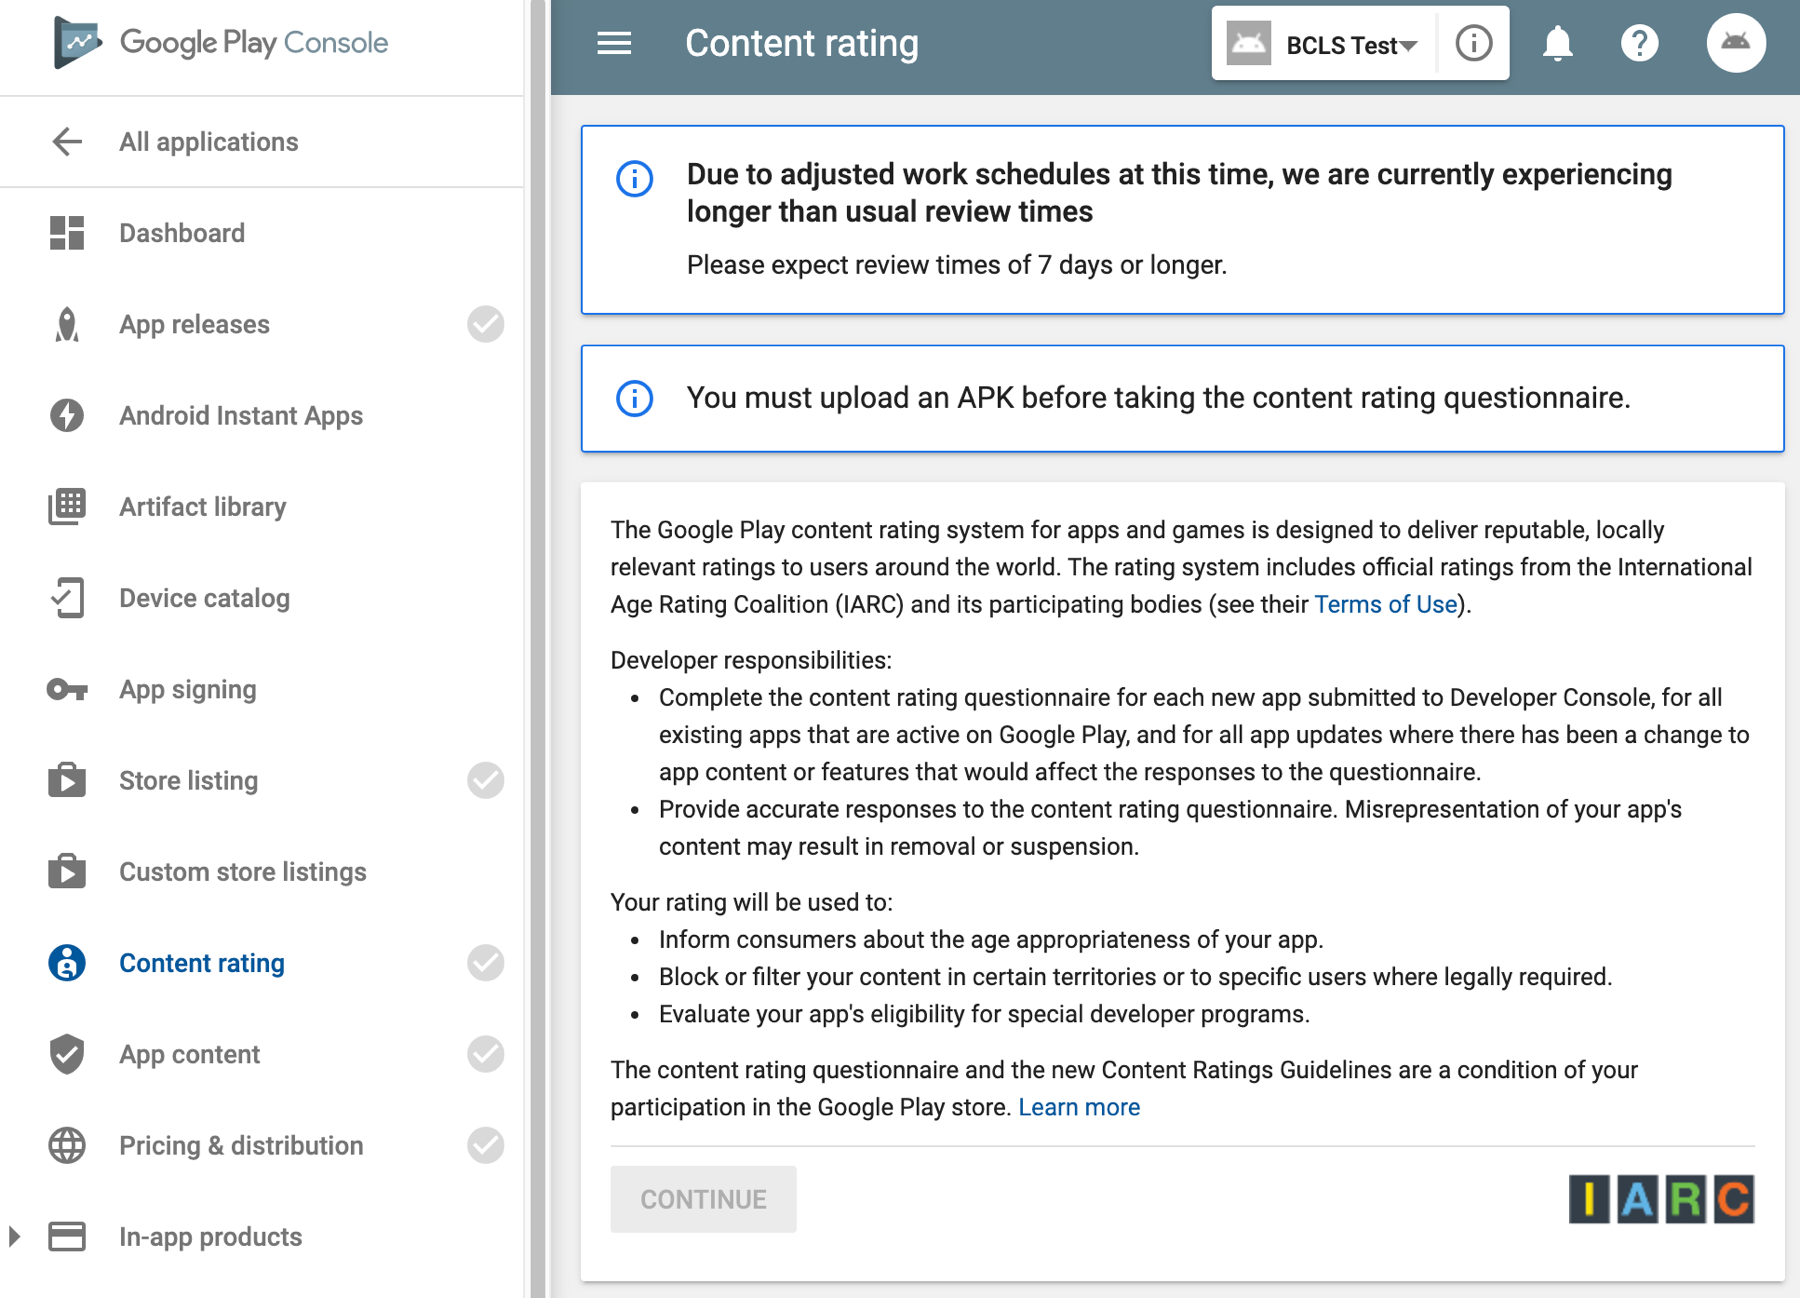 Google Play Console
All applications
Dashboard
App releases
Android Instant Apps
Artifact library
Device catalog
App signing
Store listing
Custom store listings
Content rating
App content
Pricing & distribution
In-app products
Content rating
BCLS Test
Due to adjusted work schedules at this time, we are currently experiencing
longer than usual review times
Please expect review times of 7 days or longer.
You must upload an APK before taking the content rating questionnaire.
The Google Play content rating system for apps and games is designed to deliver reputable, locally
relevant ratings to users around the world. The rating system includes official ratings from the International
Age Rating Coalition (IARC) and its participating bodies (see their Terms of Use).
Developer responsibilities:
• Complete the content rating questionnaire for each new app submitted to Developer Console, for all
existing apps that are active on Google Play, and for all app updates where there has been a change to
app content or features that would affect the responses to the questionnaire.
• Provide accurate responses to the content rating questionnaire. Misrepresentation of your app's
content may result in removal or suspension.
Your rating will be used to:
• Inform consumers about the age appropriateness of your app.
• Block or filter your content in certain territories or to specific users where legally required.
• Evaluate your app's eligibility for special developer programs.
The content rating questionnaire and the new Content Ratings Guidelines are a condition of your
participation in the Google Play store. Learn more
CONTINUE
IARC